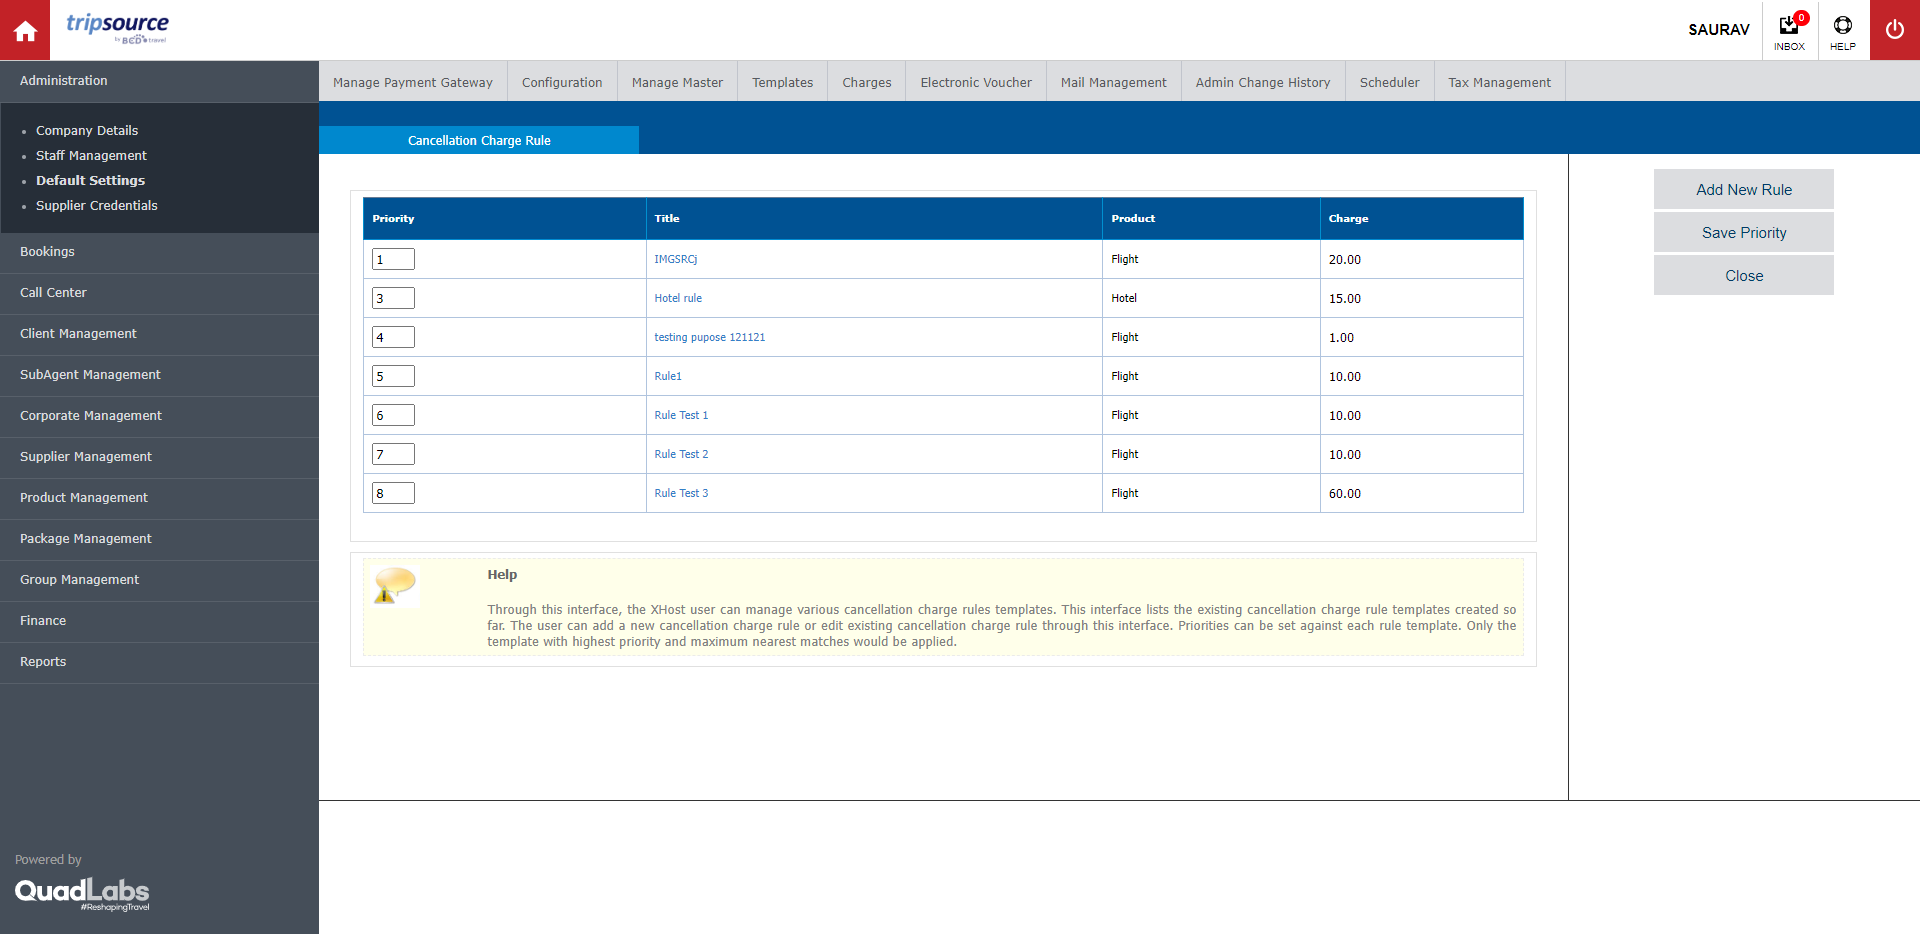 tripsource
by BCD travel
SAURAV
0
INBOX
HELP
Administration
Company Details
Staff Management
Default Settings
Supplier Credentials
Bookings
Call Center
Client Management
SubAgent Management
Corporate Management
Supplier Management
Product Management
Package Management
Group Management
Finance
Reports
Powered by
QuadLabs
#ReshapingTravel
Manage Payment Gateway Configuration Manage Master Templates Charges Electronic Voucher Mail Management Admin Change History Scheduler Tax Management
Cancellation Charge Rule
Priority Title Product Charge
1 IMGSRCj Flight 20.00
3 Hotel rule Hotel 15.00
4 testing pupose 121121 Flight 1.00
5 Rule1 Flight 10.00
6 Rule Test 1 Flight 10.00
7 Rule Test 2 Flight 10.00
8 Rule Test 3 Flight 60.00
Help
Through this interface, the XHost user can manage various cancellation charge rules templates. This interface lists the existing cancellation charge rule templates created so
far. The user can add a new cancellation charge rule or edit existing cancellation charge rule through this interface. Priorities can be set against each rule template. Only the
template with highest priority and maximum nearest matches would be applied.
Add New Rule
Save Priority
Close